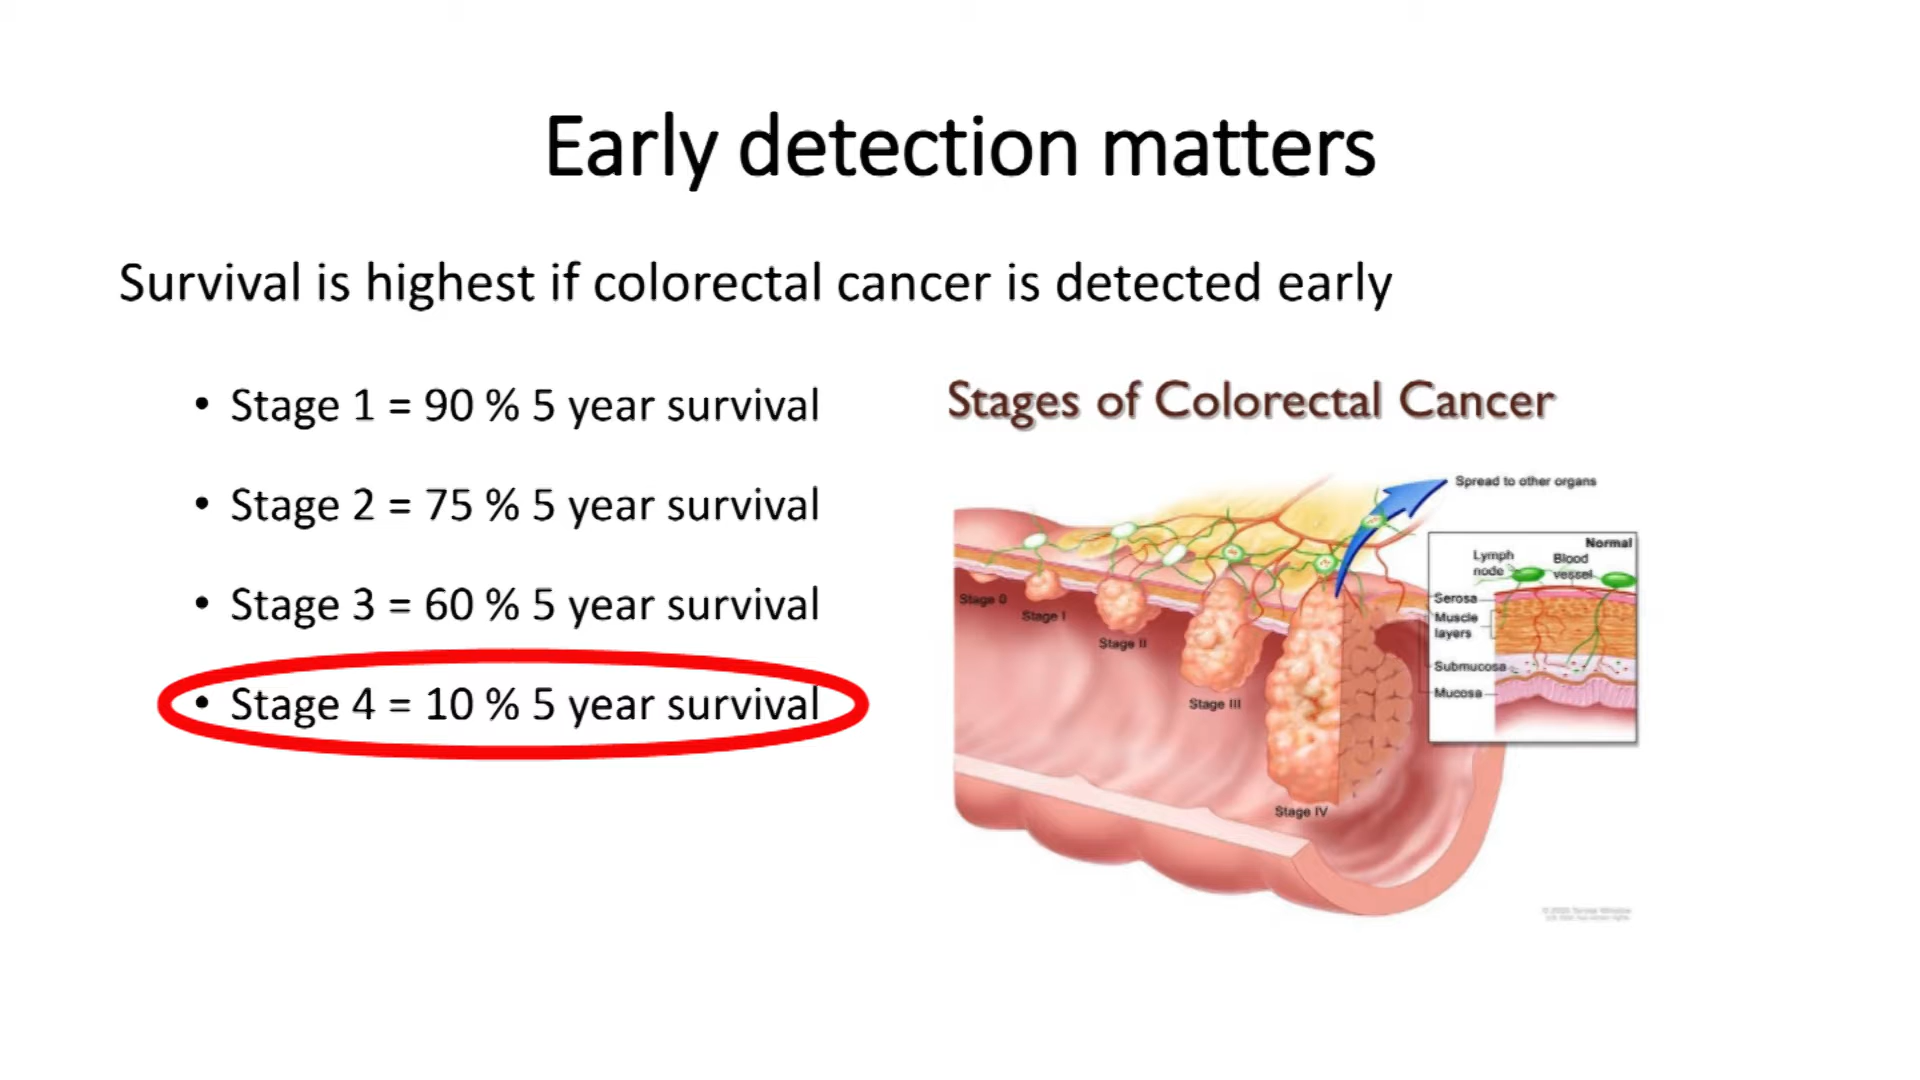 Early detection matters
Survival is highest if colorectal cancer is detected early
• Stage 1 = 90 % 5 year survival
• Stage 2 = 75 % 5 year survival
• Stage 3 = 60 % 5 year survival
• Stage 4 = 10 % 5 year survival
Stages of Colorectal Cancer
Spread to other organs
Stage 0
Stage I
Stage II
Stage III
Stage IV
Normal
Lymph
node
Blood
vessel
Serosa
Muscle
layers
Submucosa
Mucosa